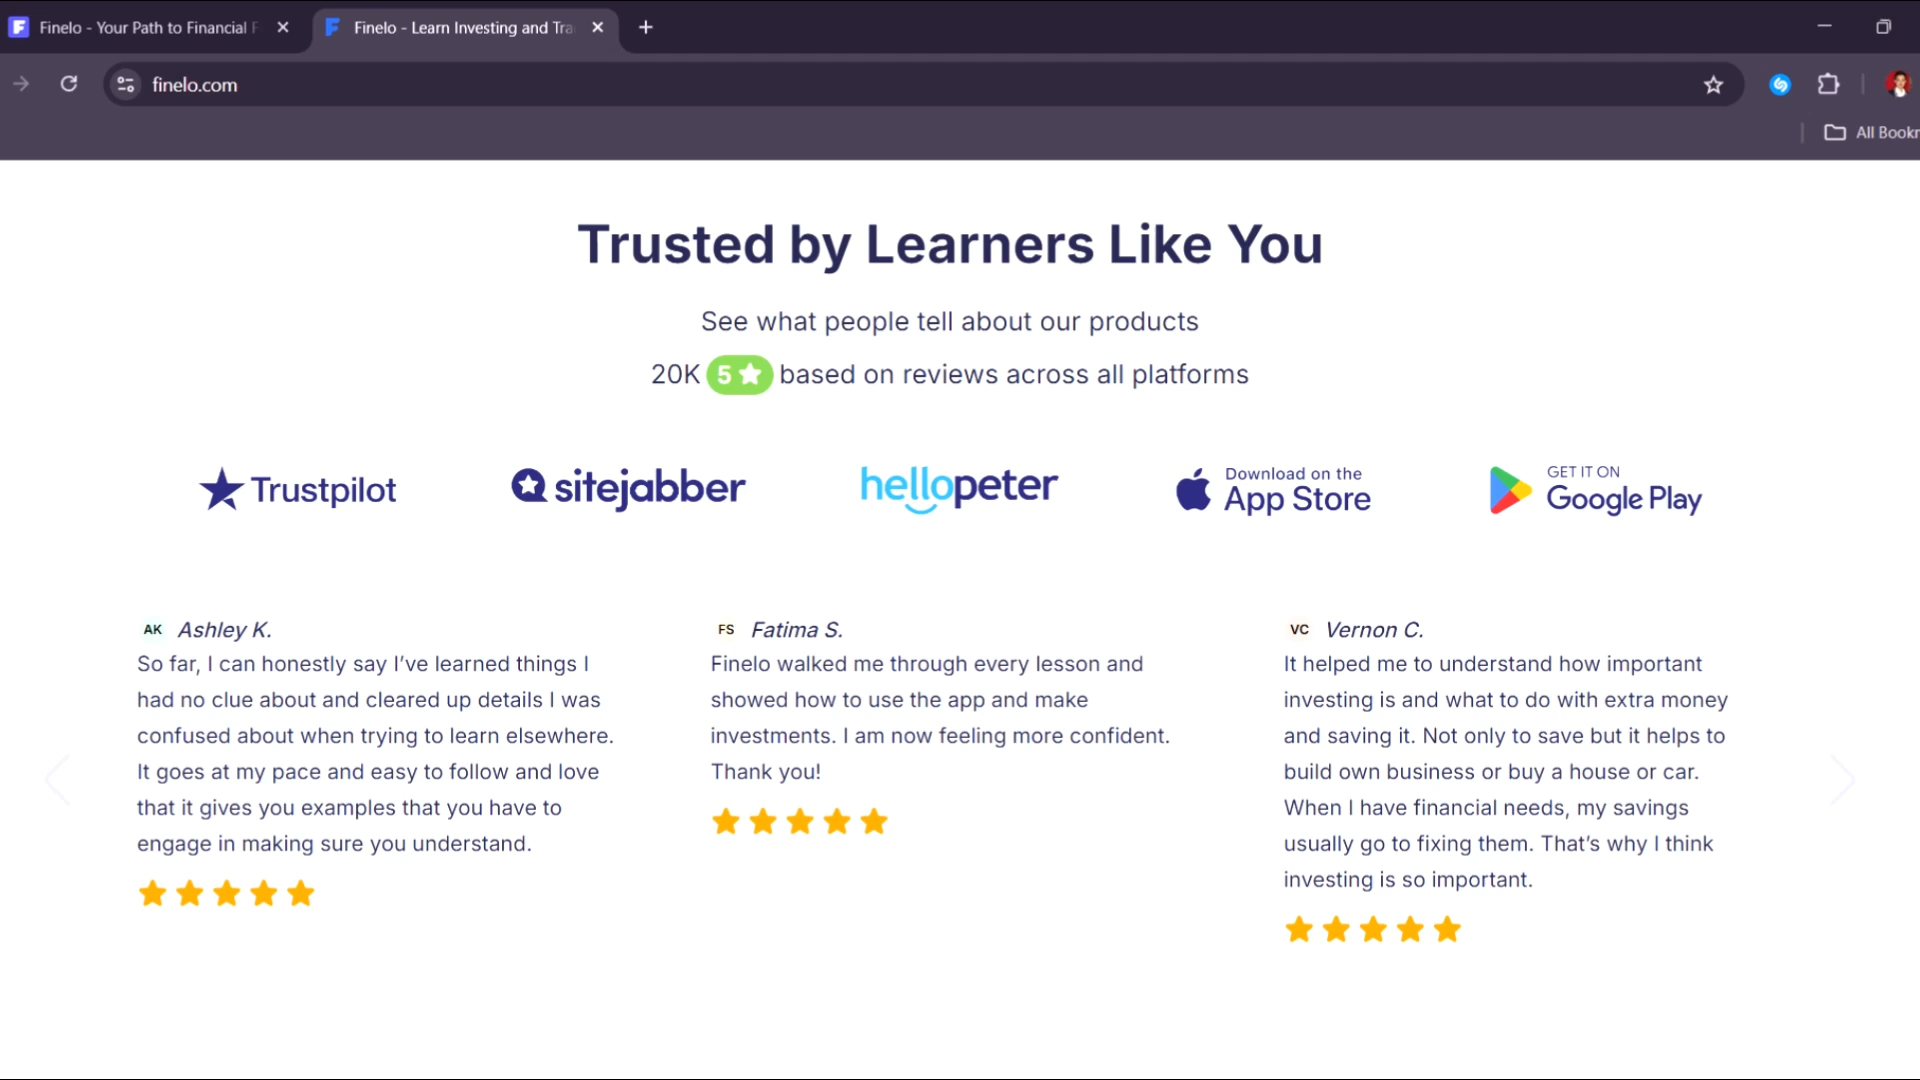 Finelo - Your Path to Financial F
Finelo - Learn Investing and Tra
finelo.com
All Bookr
Trusted by Learners Like You
See what people tell about our products
20K 5 based on reviews across all platforms
Trustpilot
sitejabber
hellopeter
Download on the
App Store
GET IT ON
Google Play
AK Ashley K.
So far, I can honestly say I’ve learned things I
had no clue about and cleared up details I was
confused about when trying to learn elsewhere.
It goes at my pace and easy to follow and love
that it gives you examples that you have to
engage in making sure you understand.
FS Fatima S.
Finelo walked me through every lesson and
showed how to use the app and make
investments. I am now feeling more confident.
Thank you!
VC Vernon C.
It helped me to understand how important
investing is and what to do with extra money
and saving it. Not only to save but it helps to
build own business or buy a house or car.
When I have financial needs, my savings
usually go to fixing them. That’s why I think
investing is so important.